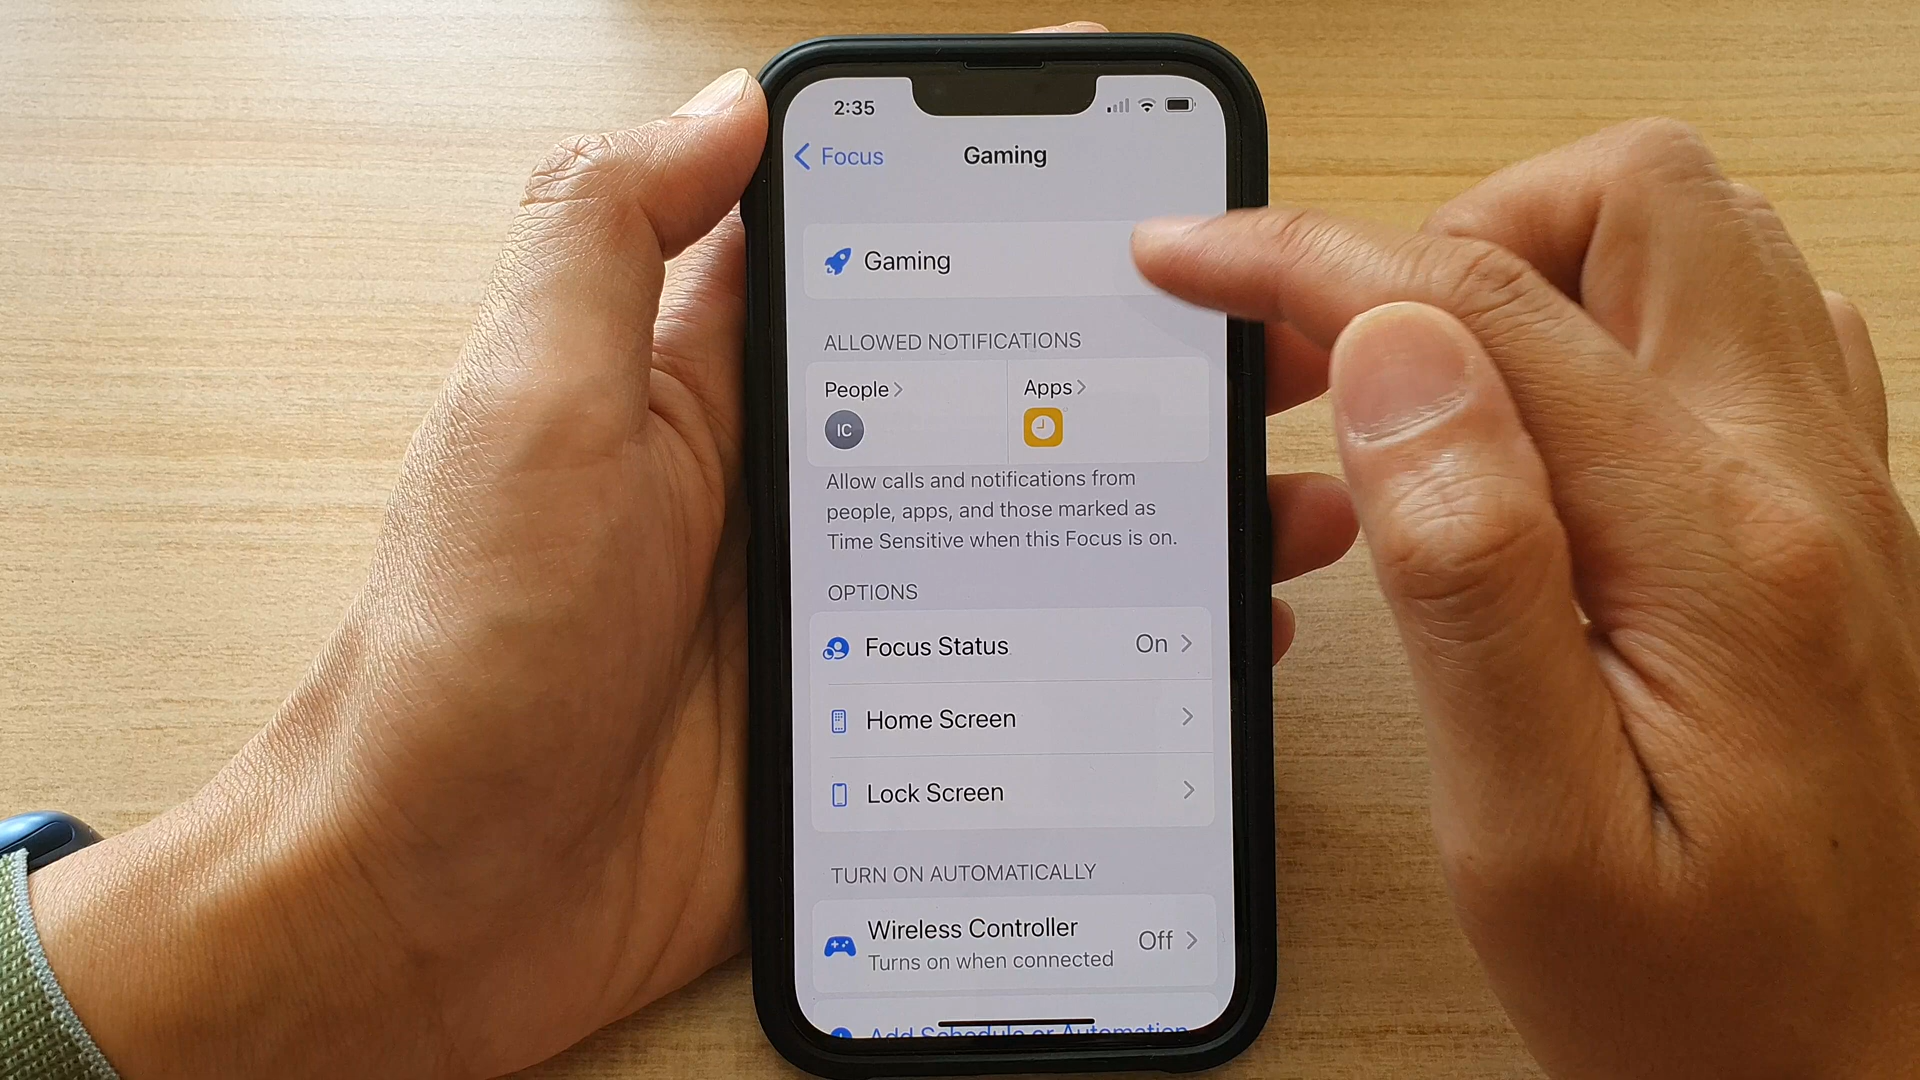 2:35
Focus
Gaming
Gaming
ALLOWED NOTIFICATIONS
People
Apps
IC
Allow calls and notifications from
people, apps, and those marked as
Time Sensitive when this Focus is on.
OPTIONS
Focus Status On
Home Screen
Lock Screen
TURN ON AUTOMATICALLY
Wireless Controller
Off
Turns on when connected
Add Schedule or Automation